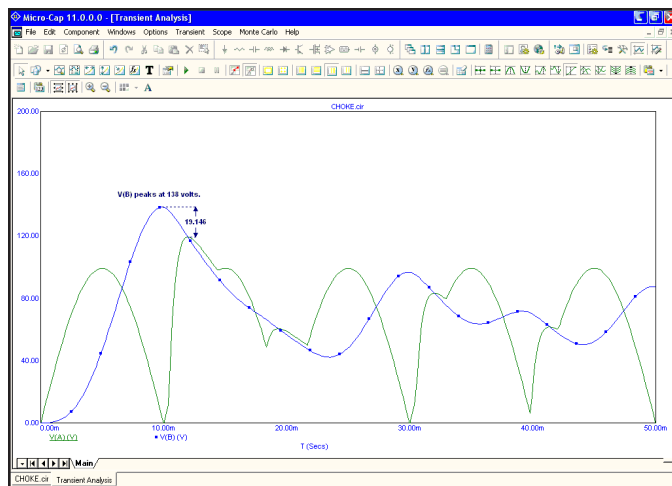 Micro-Cap 11.0.0.0 - [Transient Analysis]
File Edit Component Windows Options Transient Scope Monte Carlo Help
CHOKE.cir
200.00
160.00
V(B) peaks at 138 volts.
19.146
120.00
80.00
40.00
0.00
0.00m 10.00m 20.00m 30.00m 40.00m 50.00m
V(A) (V) V(B) (V)
T (Secs)
Main
CHOKE.cir Transient Analysis